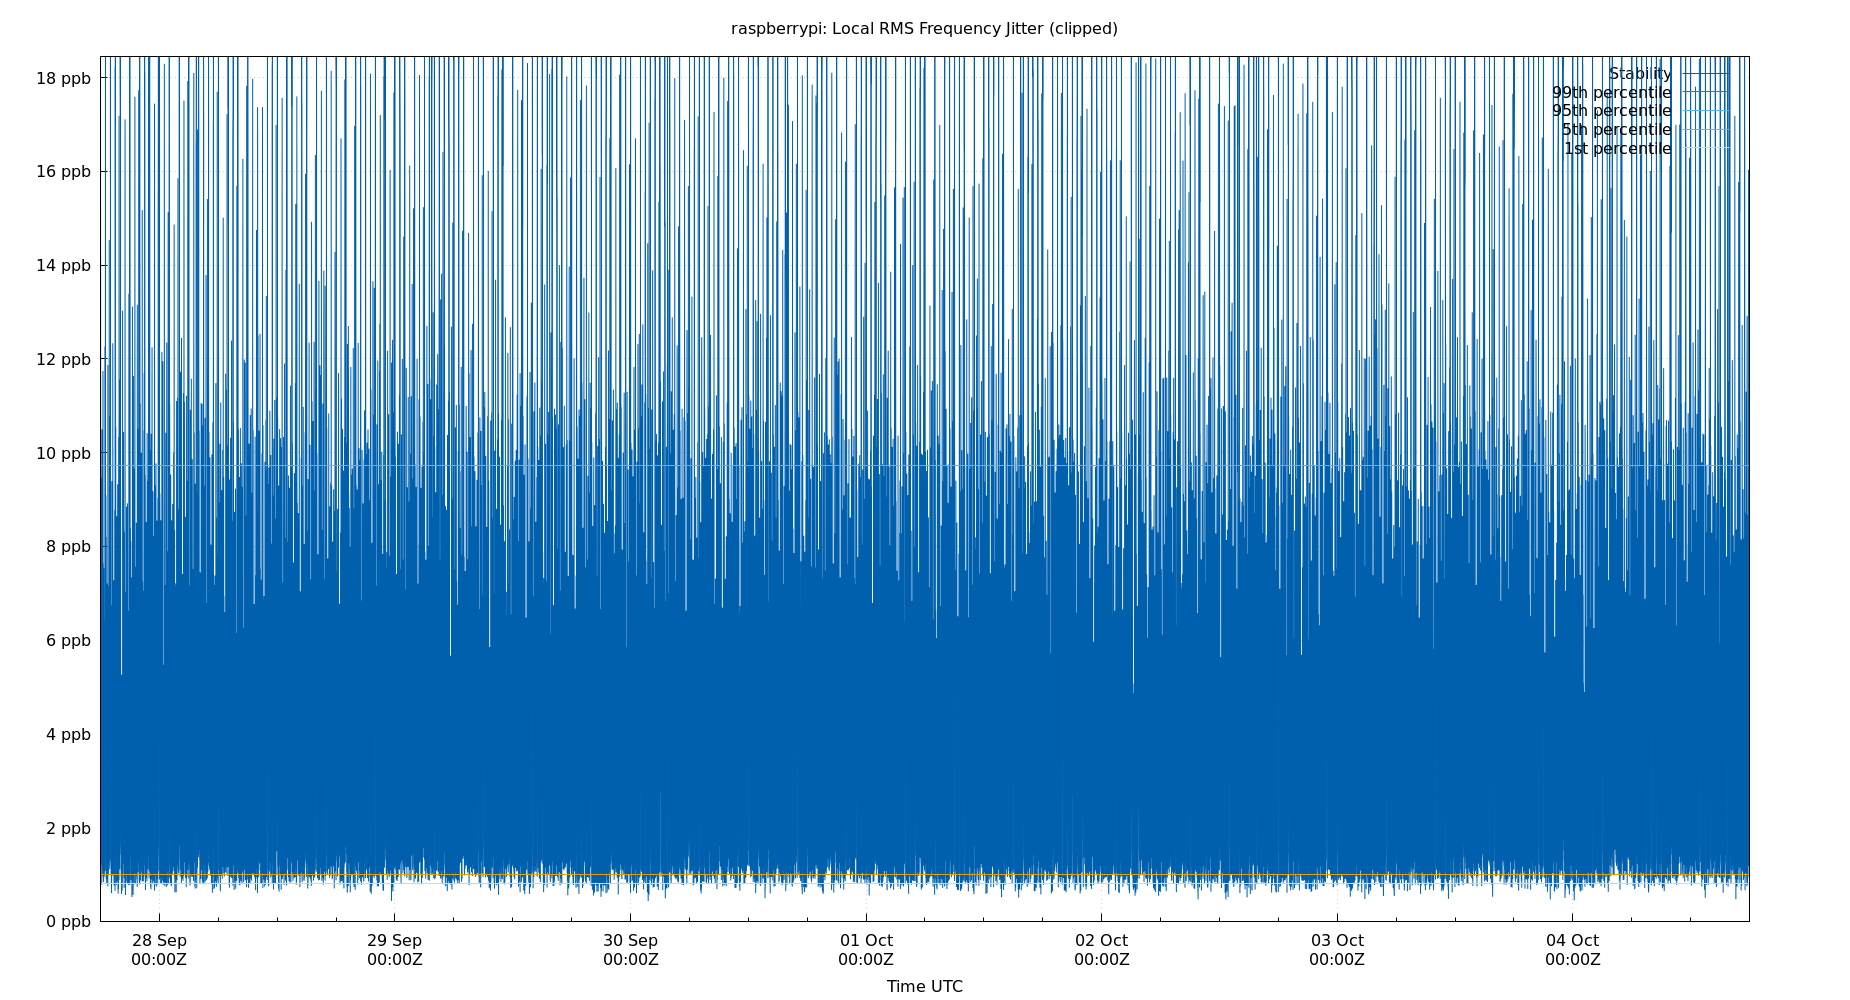 raspberrypi: Local RMS Frequency Jitter (clipped)
18 ppb
16 ppb
14 ppb
12 ppb
10 ppb
8 ppb
6 ppb
4 ppb
2 ppb
0 ppb
Stability
99th percentile
95th percentile
5th percentile
1st percentile
28 Sep
00:00Z
29 Sep
00:00Z
30 Sep
00:00Z
01 Oct
00:00Z
02 Oct
00:00Z
03 Oct
00:00Z
04 Oct
00:00Z
Time UTC